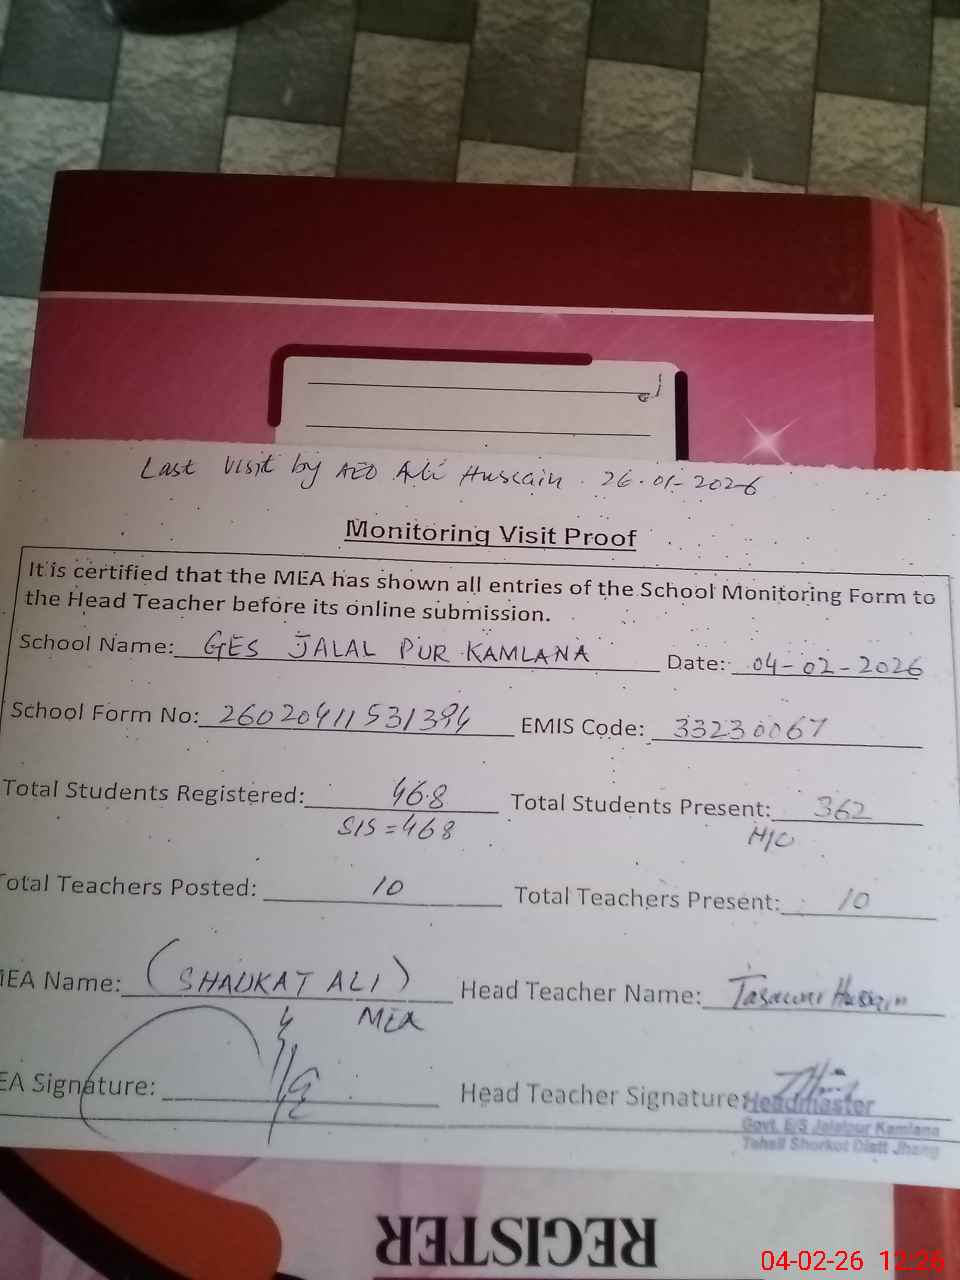 Last visit by AEO Ali Hussain . 26-01-2026
Monitoring Visit Proof
It is certified that the MEA has shown all entries of the School Monitoring Form to
the Head Teacher before its online submission.
School Name: GES JALAL PUR KAMLANA Date: 04-02-2026
School Form No: 26020411531394 EMIS Code: 33230067
Total Students Registered: 468 Total Students Present: 362
SIS = 468 H/C
Total Teachers Posted: 10 Total Teachers Present: 10
MEA Name: (SHAUKAT ALI) Head Teacher Name: Tasawar Hussain
MEA
EA Signature: Head Teacher Signature:
Headmaster
Govt. E/S Jalalpur Kamlana
Tehsil Shorkot Distt Jhang
REGISTER
04-02-26 12:26